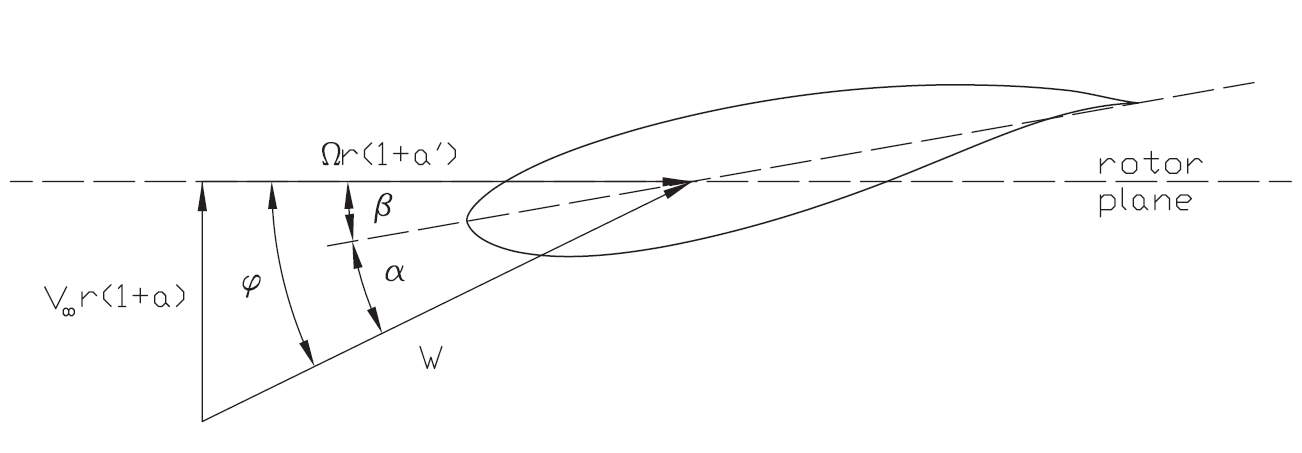 Ωr(1+a')
rotor
plane
β
α
φ
V∞r(1+a)
W